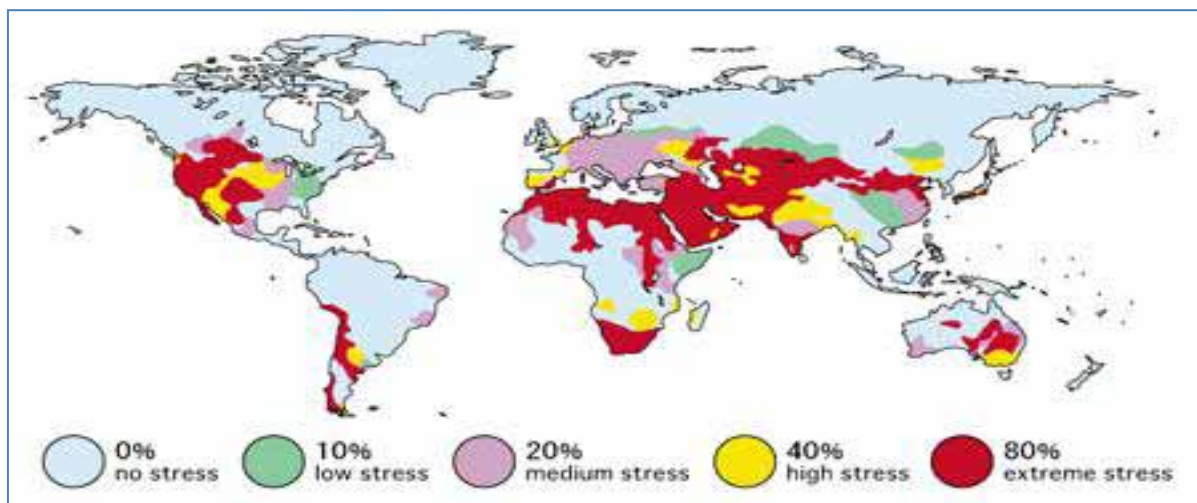 0%
no stress
10%
low stress
20%
medium stress
40%
high stress
80%
extreme stress